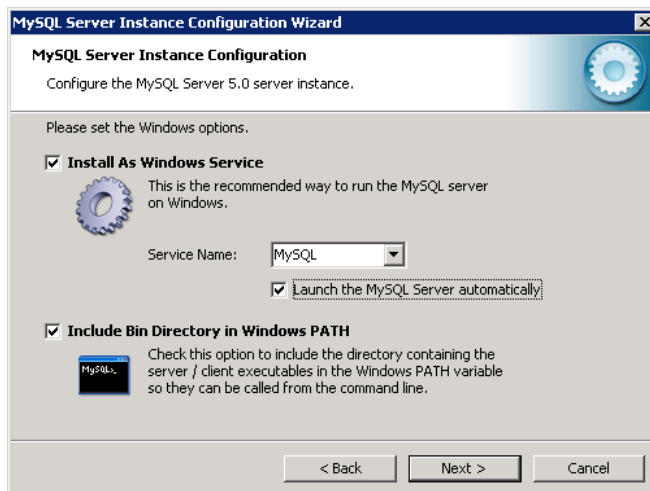 MySQL Server Instance Configuration Wizard
MySQL Server Instance Configuration
Configure the MySQL Server 5.0 server instance.
Please set the Windows options.
Install As Windows Service
This is the recommended way to run the MySQL server
on Windows.
Service Name:
MySQL
Launch the MySQL Server automatically
Include Bin Directory in Windows PATH
MySQL>_
Check this option to include the directory containing the
server / client executables in the Windows PATH variable
so they can be called from the command line.
< Back
Next >
Cancel